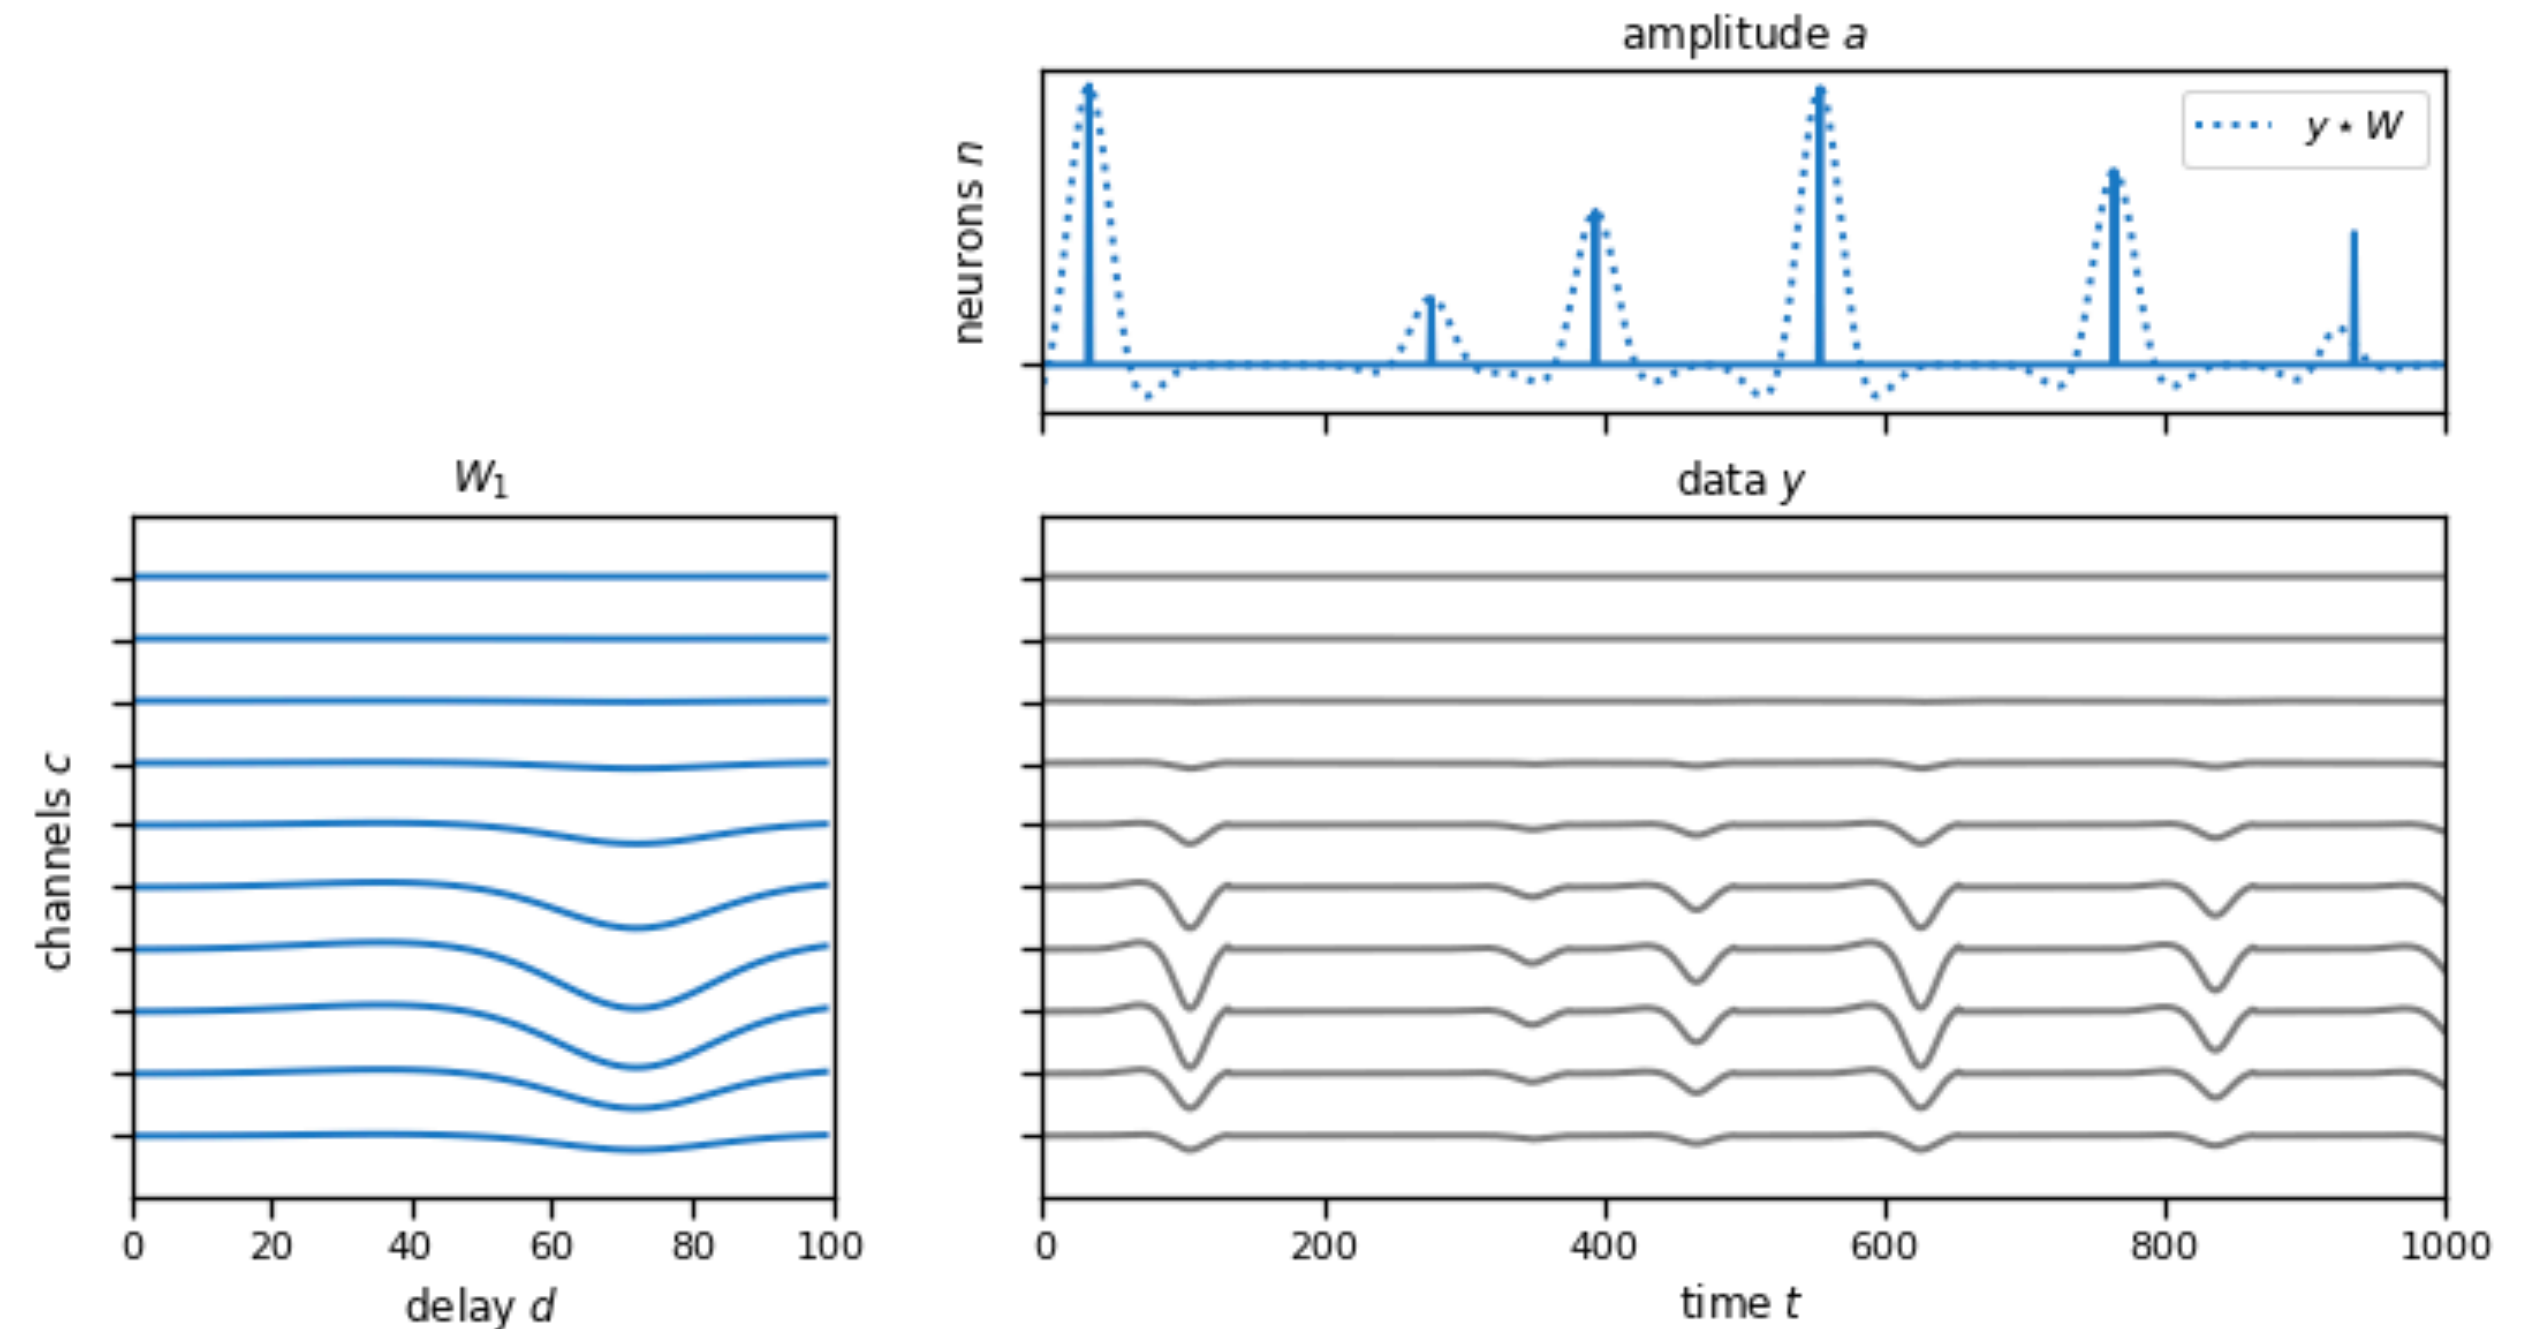 amplitude a
neurons n
y ⋆ W
W₁
data y
channels c
0 20 40 60 80 100
delay d
0 200 400 600 800 1000
time t